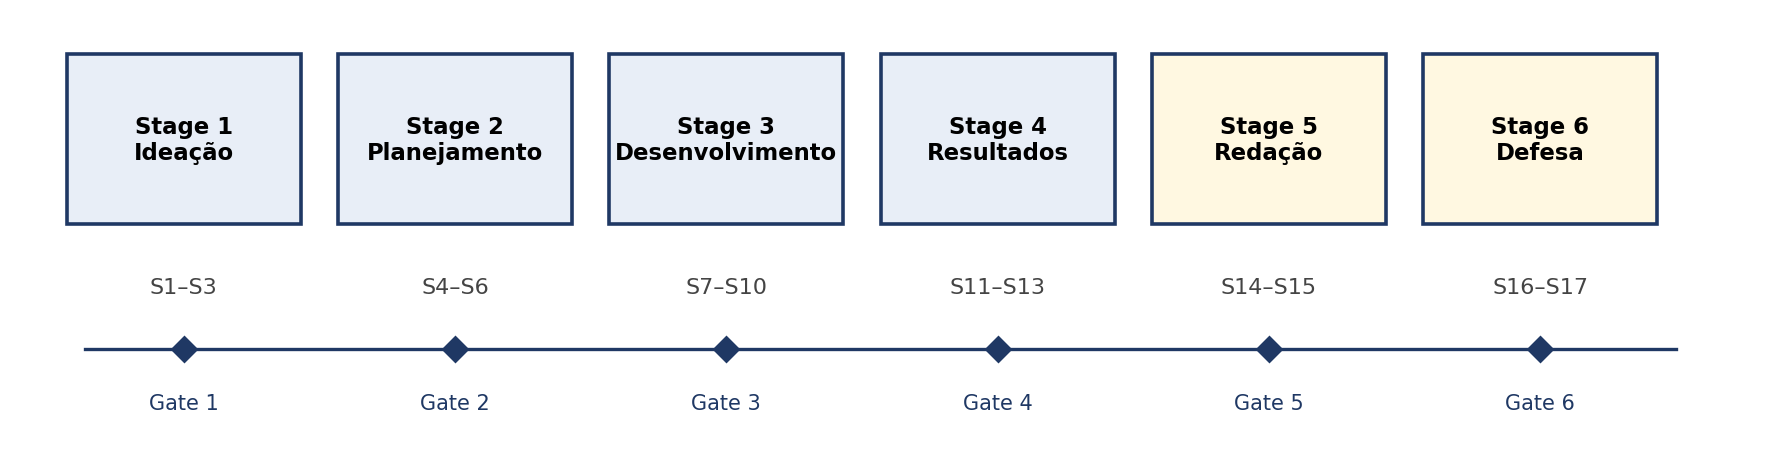 Stage 1
Ideação
Stage 2
Planejamento
Stage 3
Desenvolvimento
Stage 4
Resultados
Stage 5
Redação
Stage 6
Defesa
S1–S3
S4–S6
S7–S10
S11–S13
S14–S15
S16–S17
Gate 1
Gate 2
Gate 3
Gate 4
Gate 5
Gate 6